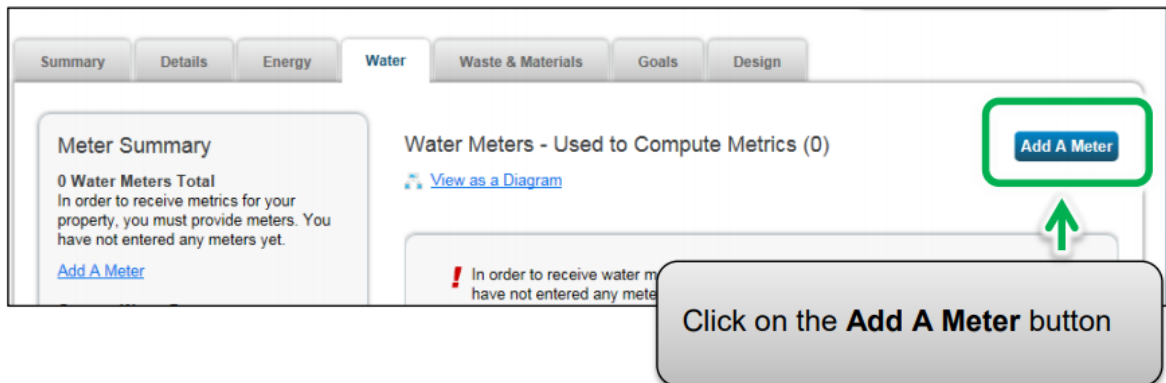 Summary
Details
Energy
Water
Waste & Materials
Goals
Design
Meter Summary
0 Water Meters Total
In order to receive metrics for your
property, you must provide meters. You
have not entered any meters yet.
Add A Meter
Water Meters - Used to Compute Metrics (0)
View as a Diagram
Add A Meter
In order to receive water
have not entered any
Click on the Add A Meter button